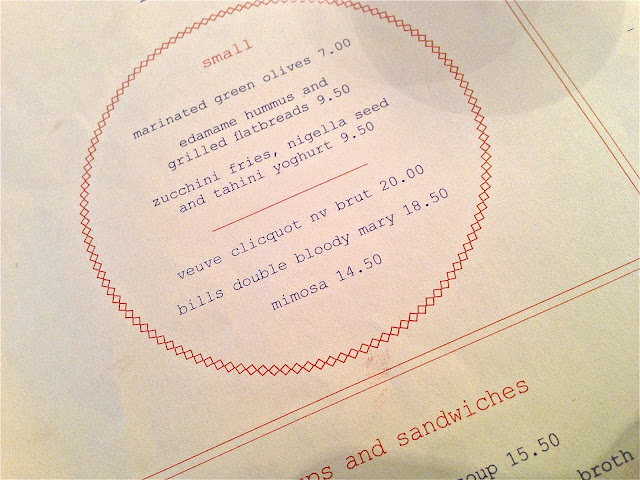 small
marinated green olives 7.00
edamame hummus and
grilled flatbreads 9.50
zucchini fries, nigella seed
and tahini yoghurt 9.50
veuve clicquot nv brut 20.00
bills double bloody mary 18.50
mimosa 14.50
and sandwiches
15.50
broth